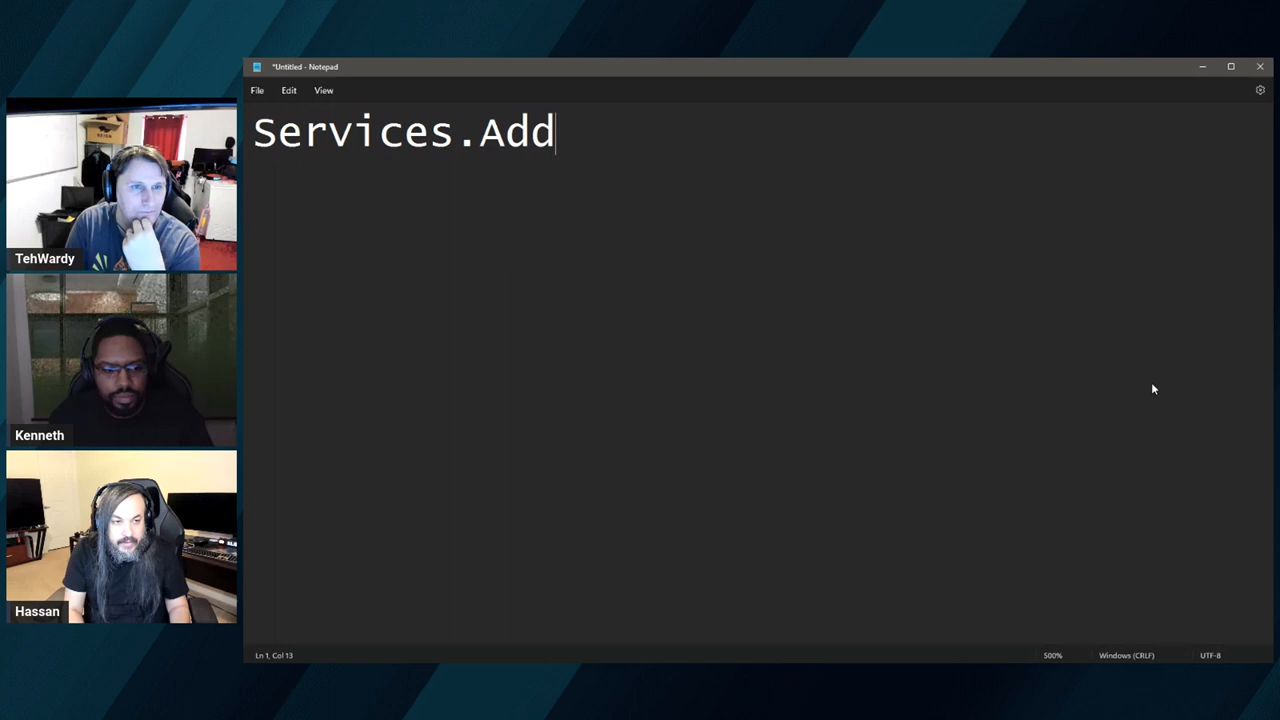 *Untitled - Notepad
File Edit View
Services.Add
TehWardy
Kenneth
Hassan
Ln 1, Col 13
500%
Windows (CRLF)
UTF-8